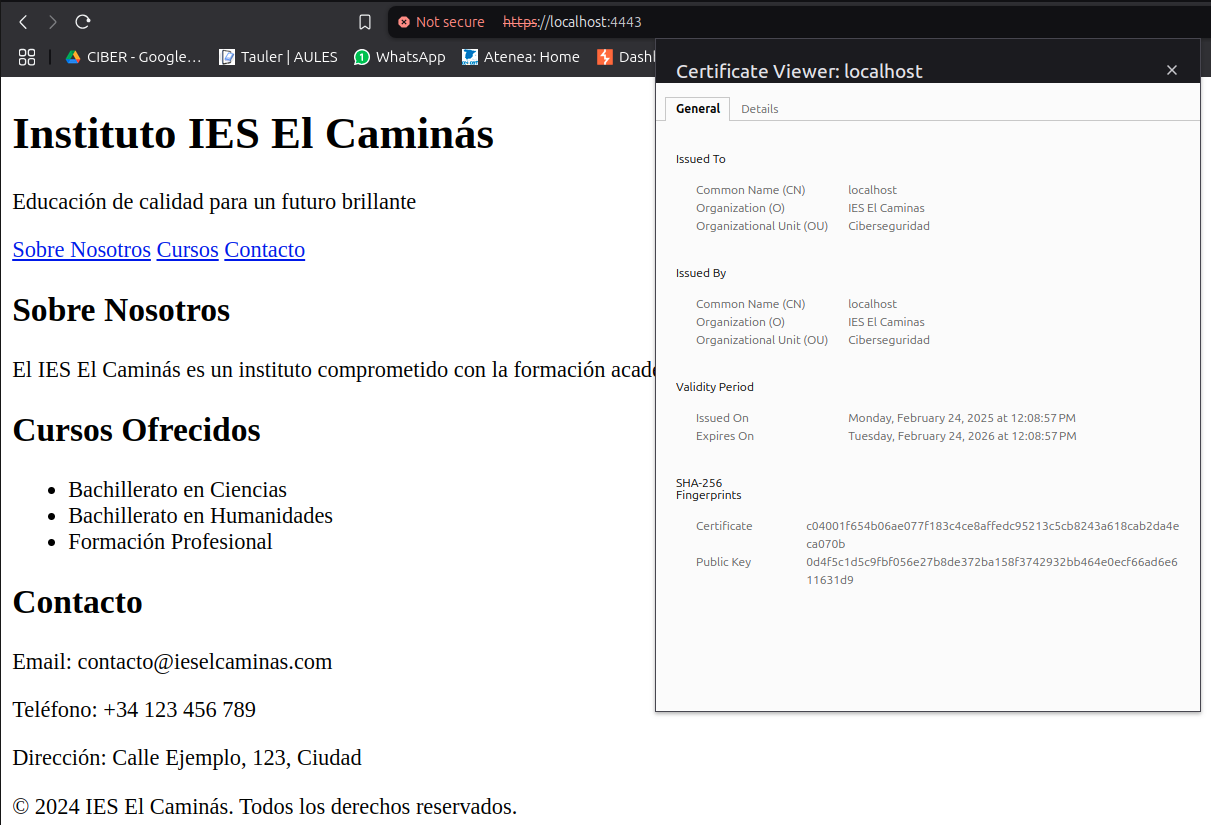 Not secure https://localhost:4443
CIBER - Google... Tauler | AULES WhatsApp Atenea: Home
Instituto IES El Caminás
Educación de calidad para un futuro brillante
Sobre Nosotros Cursos Contacto
Sobre Nosotros
El IES El Caminás es un instituto comprometido con la formación
Cursos Ofrecidos
Bachillerato en Ciencias
Bachillerato en Humanidades
Formación Profesional
Contacto
Email: contacto@ieselcaminas.com
Teléfono: +34 123 456 789
Dirección: Calle Ejemplo, 123, Ciudad
© 2024 IES El Caminás. Todos los derechos reservados.
Certificate Viewer: localhost
General Details
Issued To
Common Name (CN) localhost
Organization (O) IES El Caminas
Organizational Unit (OU) Ciberseguridad
Issued By
Common Name (CN) localhost
Organization (O) IES El Caminas
Organizational Unit (OU) Ciberseguridad
Validity Period
Issued On Monday, February 24, 2025 at 12:08:57 PM
Expires On Tuesday, February 24, 2026 at 12:08:57 PM
SHA-256
Fingerprints
Certificate c04001f654b06ae077f183c4ce8affedc95213c5cb8243a618cab2da4e
ca070b
Public Key 0d4f5c1d5c9fbf056e27b8de372ba158f3742932bb464e0ecf66ad6e6
11631d9